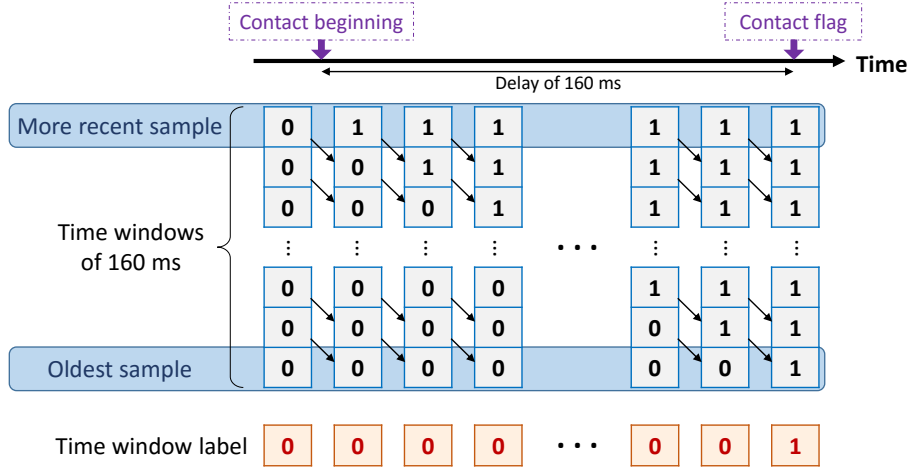 Contact beginning Contact flag
Time
Delay of 160 ms
More recent sample 0 1 1 1 1 1 1
0 0 1 1 1 1 1
0 0 0 1 1 1 1
Time windows
of 160 ms
⋮ ⋮ ⋮ ⋮ ... ⋮ ⋮ ⋮
0 0 0 0 1 1 1
0 0 0 0 0 1 1
Oldest sample 0 0 0 0 0 0 1
Time window label 0 0 0 0 ... 0 0 1